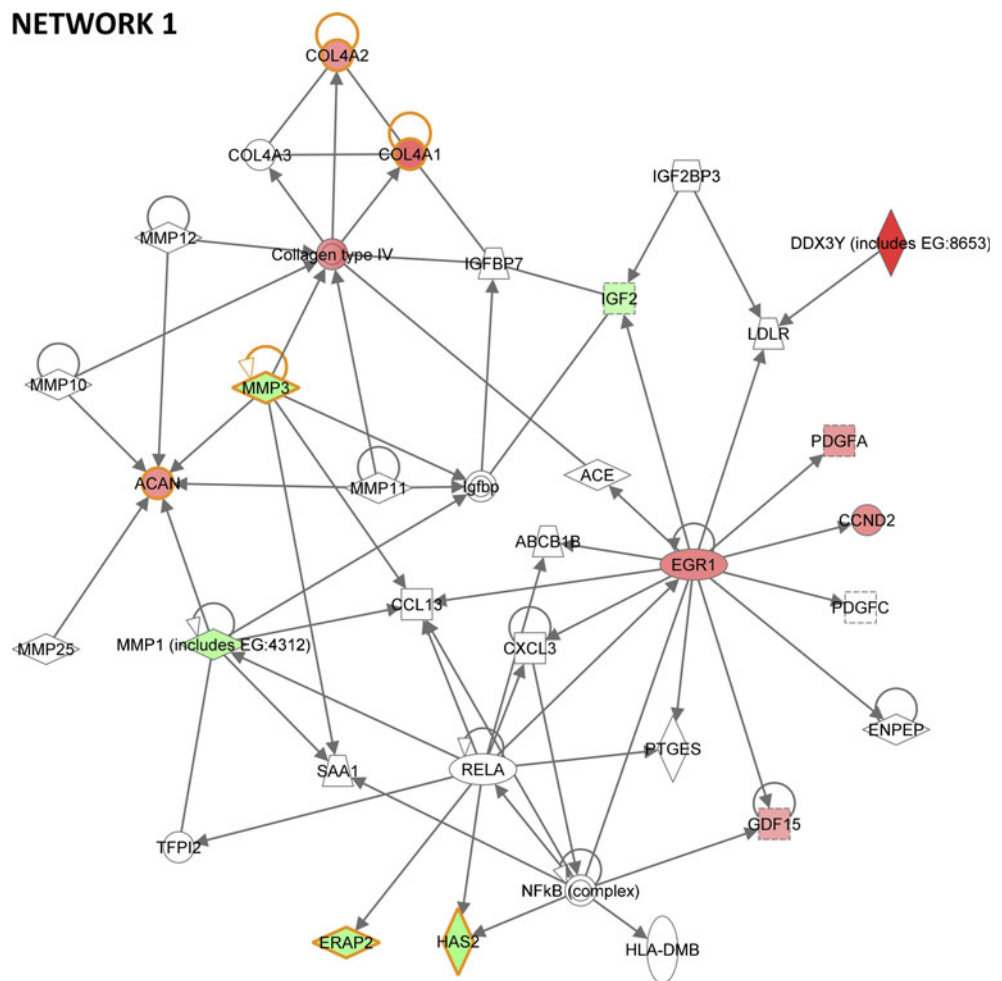 NETWORK 1
COL4A2
COL4A3
COL4A1
IGF2BP3
MMP12
DDX3Y (includes EG:8653)
Collagen type IV
IGFBP7
IGF2
LDLR
MMP10
MMP3
PDGFA
ACAN
MMP11
Igfbp
ACE
CCND2
ABCB1B
EGR1
CCL13
PDGFC
MMP25
MMP1 (includes EG:4312)
CXCL3
ENPEP
SAA1
RELA
PTGES
GDF15
TFPI2
NFkB (complex)
ERAP2
HAS2
HLA-DMB